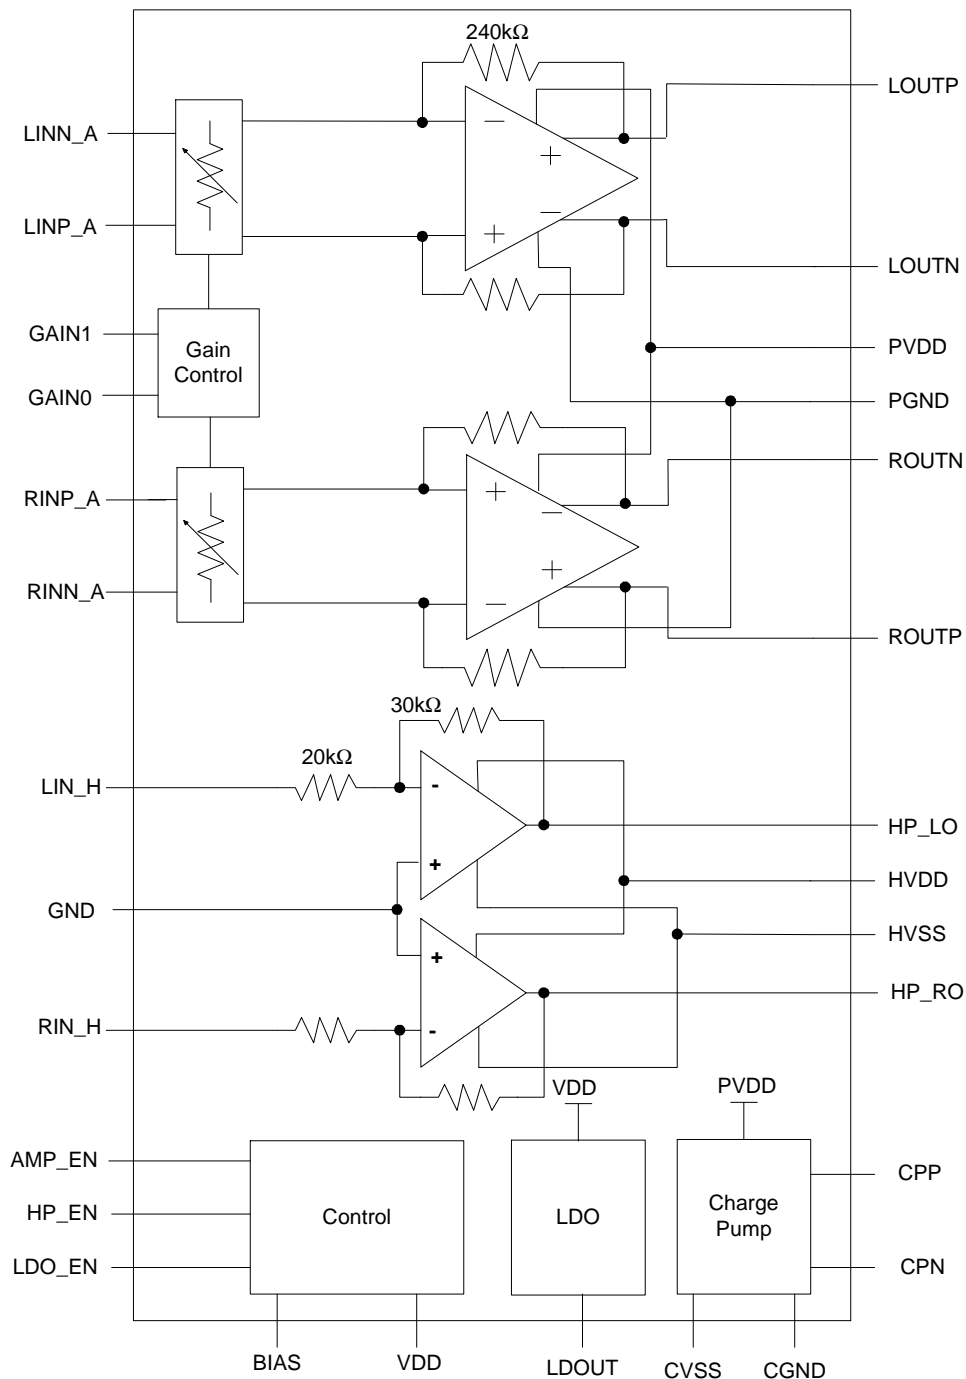 240kΩ
LOUTP
LINN_A
LINP_A
LOUTN
GAIN1
Gain
Control
GAIN0
PVDD
PGND
ROUTN
RINP_A
RINN_A
ROUTP
30kΩ
20kΩ
LIN_H
HP_LO
HVDD
GND
HVSS
HP_RO
RIN_H
VDD
PVDD
AMP_EN
HP_EN
LDO_EN
Control
LDO
Charge
Pump
CPP
CPN
BIAS
VDD
LDOUT
CVSS
CGND